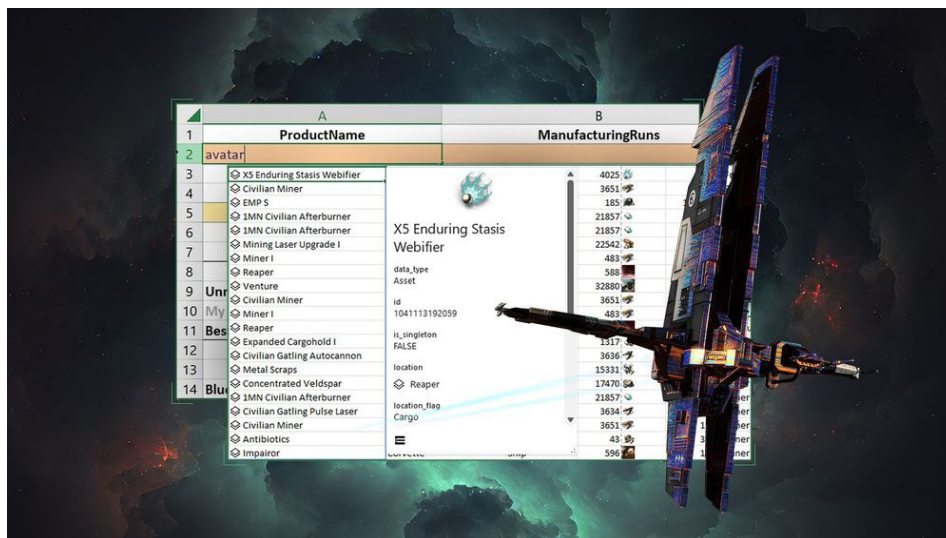 A B
1 ProductName ManufacturingRuns
2 avatar
3
4
5
6
7
8
9 Unr
10 My
11 Bes
12
13
14 Blu
X5 Enduring Stasis Webifier
Civilian Miner
EMP S
1MN Civilian Afterburner
1MN Civilian Afterburner
Mining Laser Upgrade I
Miner I
Reaper
Venture
Civilian Miner
Miner I
Reaper
Expanded Cargohold I
Civilian Gatling Autocannon
Metal Scraps
Concentrated Veldspar
1MN Civilian Afterburner
Civilian Gatling Pulse Laser
Civilian Miner
Antibiotics
Impairor
X5 Enduring Stasis
Webifier
data_type
Asset
id
1041113192059
is_singleton
FALSE
location
Reaper
location_flag
Cargo
4025
3651
185
21857
21857
22542
483
588
32880
3651
483
1317
3636
15331
17470
21857
3634
3651
43
596
Corvette Ship